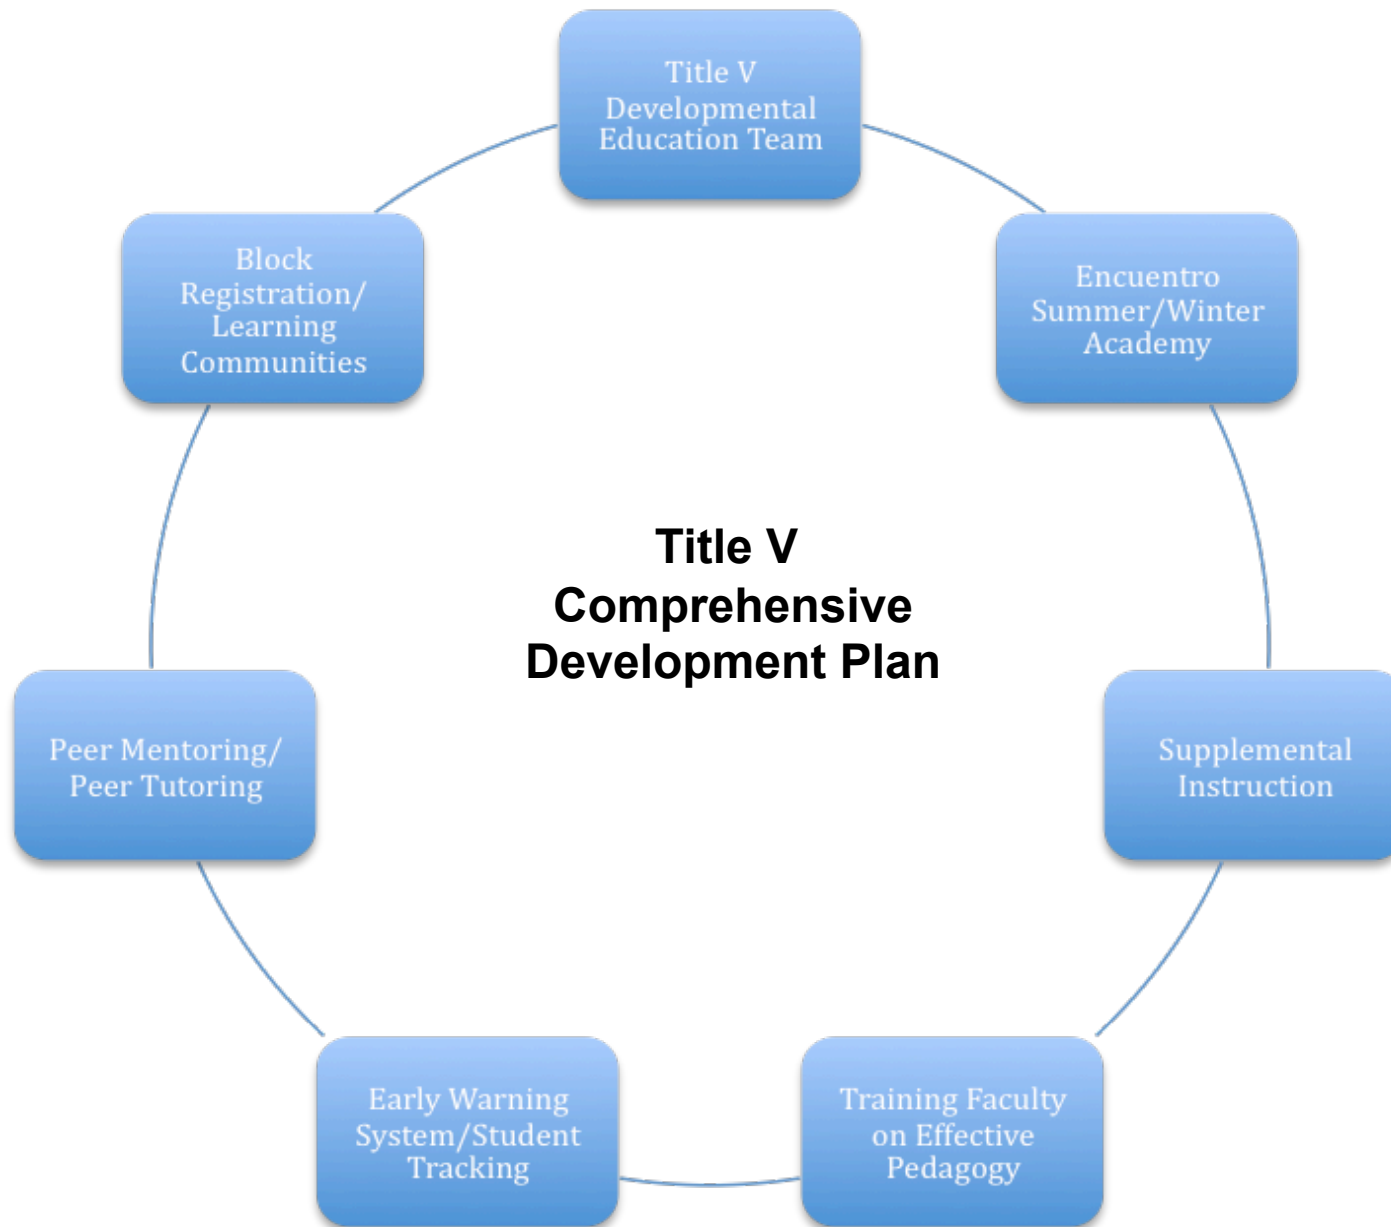 Title V
Developmental
Education Team
Block
Registration/
Learning
Communities
Encuentro
Summer/Winter
Academy
Title V
Comprehensive
Development Plan
Peer Mentoring/
Peer Tutoring
Supplemental
Instruction
Early Warning
System/Student
Tracking
Training Faculty
on Effective
Pedagogy